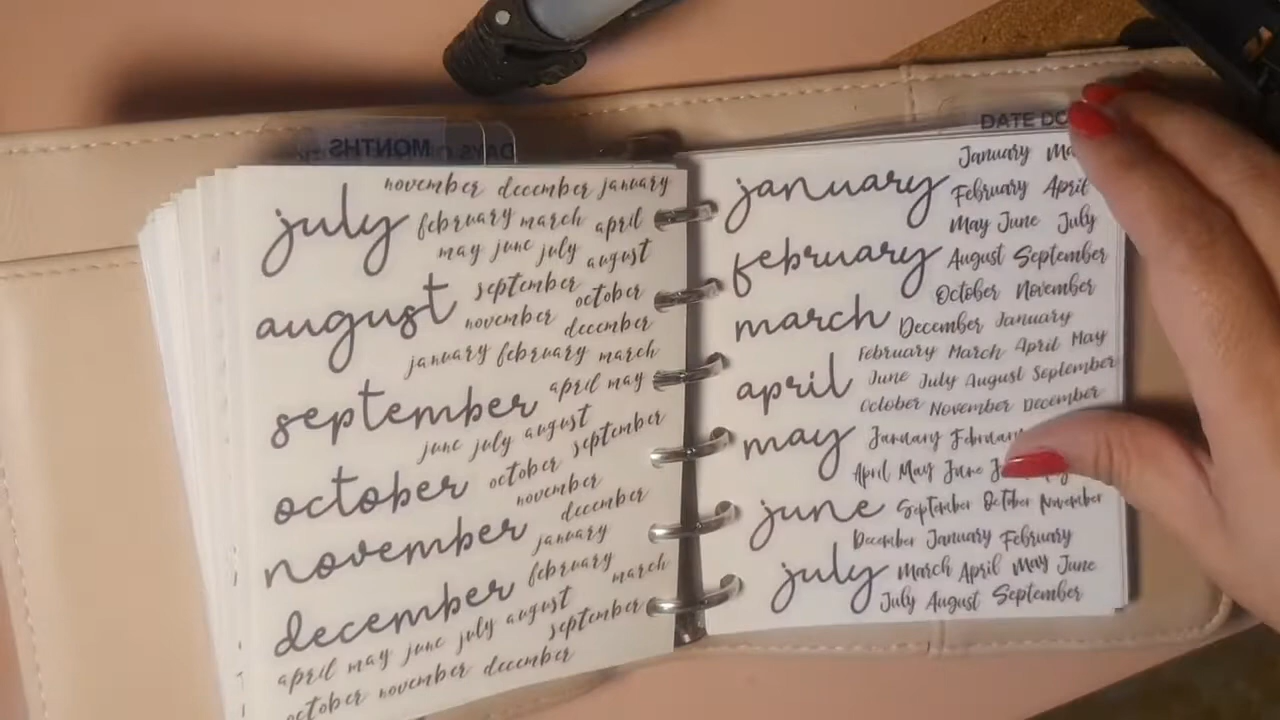 MONTHS
november december january
july february march april
may june july august
september
august october
november december
january february march
september april may
june july august
october october september
november
november december
january
december february march
april may june july august
september
october november december
DATE DO
January
january February April
May June July
february August September
October November
march December January
February March April May
april June July August September
October November December
may January February
April May June
june September October November
December January February
july March April May June
July August September